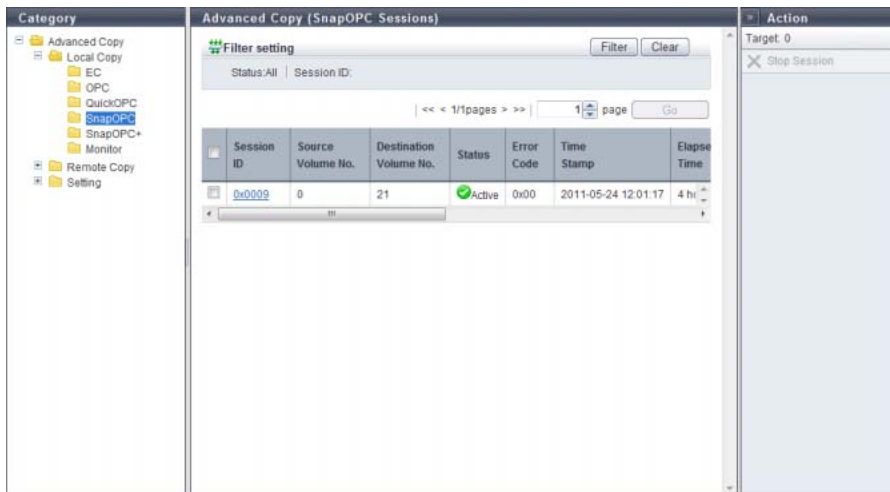 Category
Advanced Copy
Local Copy
EC
OPC
QuickOPC
SnapOPC
SnapOPC+
Monitor
Remote Copy
Setting
Advanced Copy (SnapOPC Sessions)
Filter setting
Filter
Clear
Status:All
Session ID:
<< < 1/1pages > >>
1 page
Go
Session ID
Source Volume No.
Destination Volume No.
Status
Error Code
Time Stamp
Elapse Time
0x0009 0 21 Active 0x00 2011-05-24 12:01:17 4
» Action
Target: 0
Stop Session